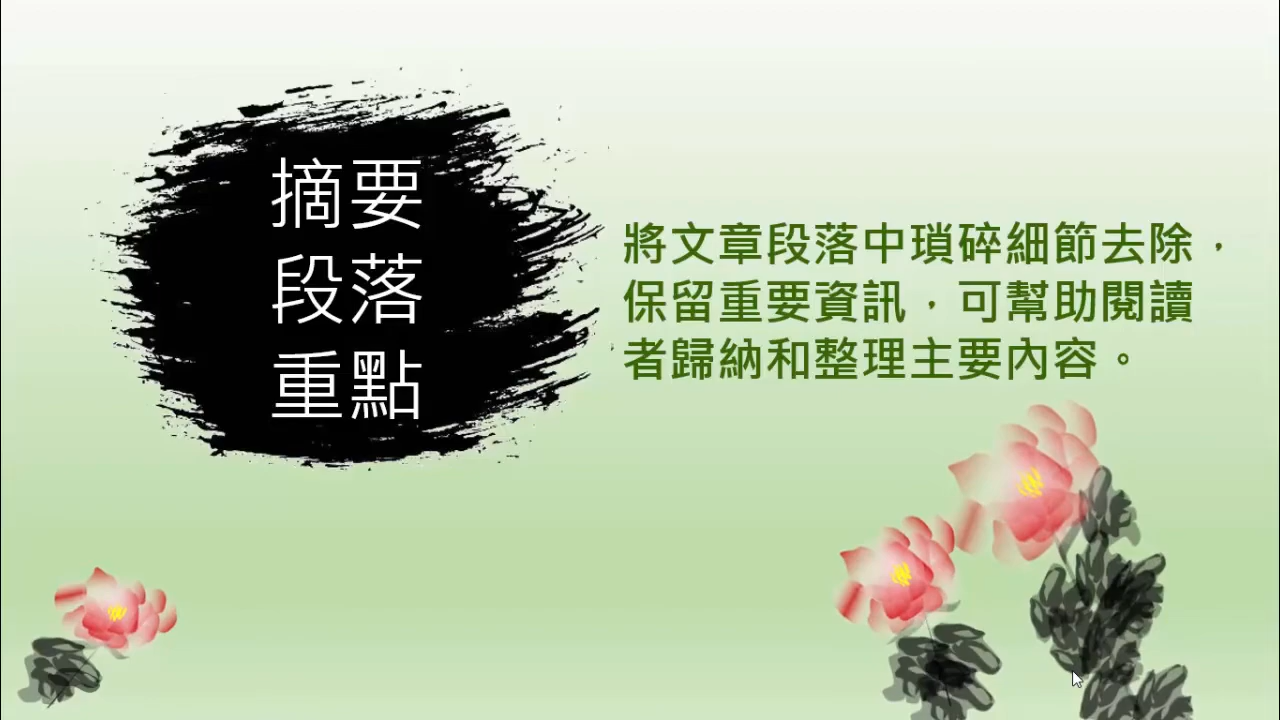 摘要
段落
重點
將文章段落中瑣碎細節去除，
保留重要資訊，可幫助閱讀
者歸納和整理主要內容。